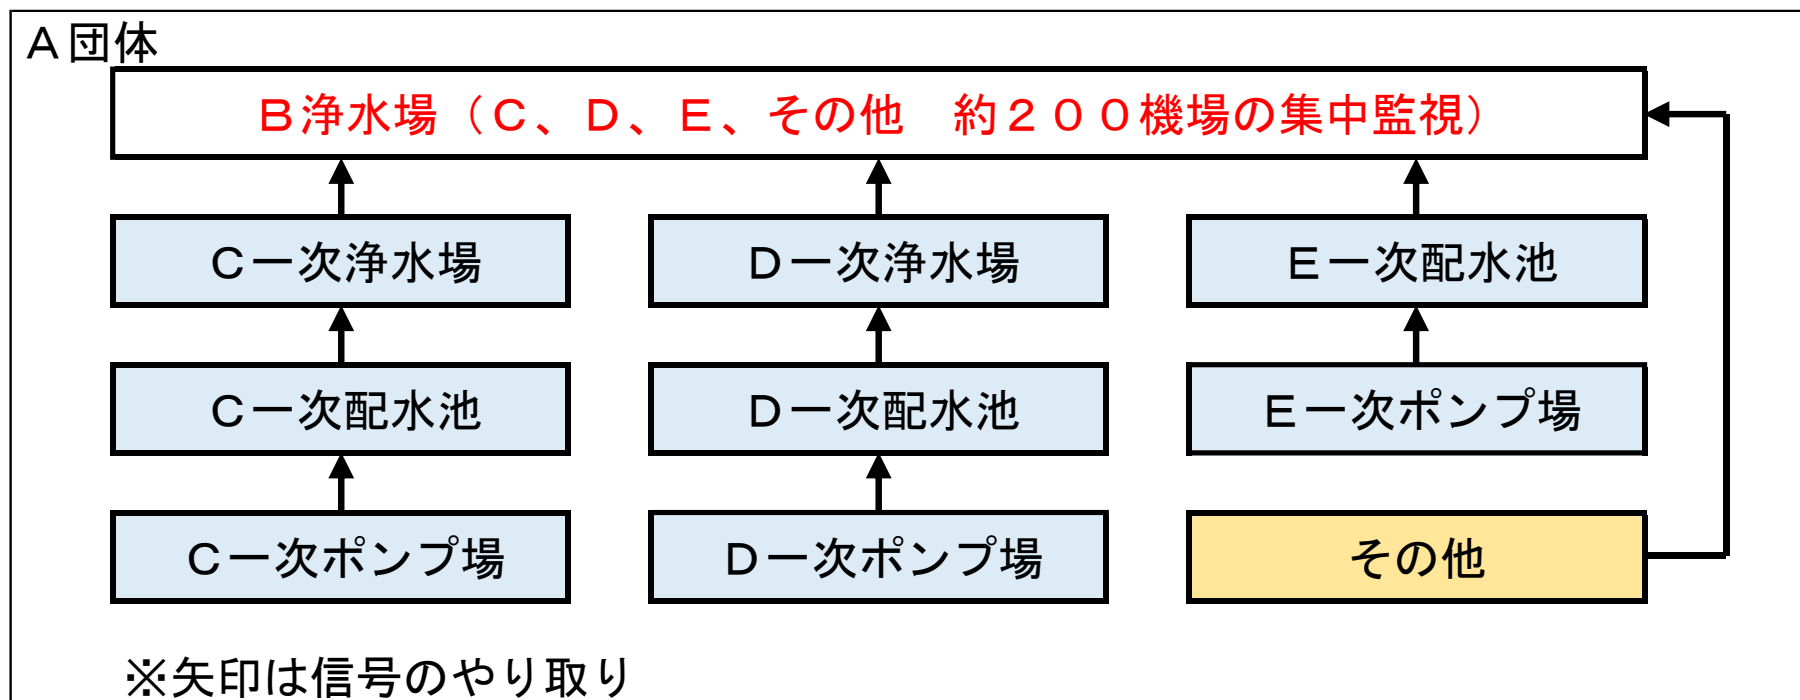 A団体
B浄水場（C、D、E、その他　約200機場の集中監視）
C一次浄水場
D一次浄水場
E一次配水池
C一次配水池
D一次配水池
E一次ポンプ場
C一次ポンプ場
D一次ポンプ場
その他
※矢印は信号のやり取り